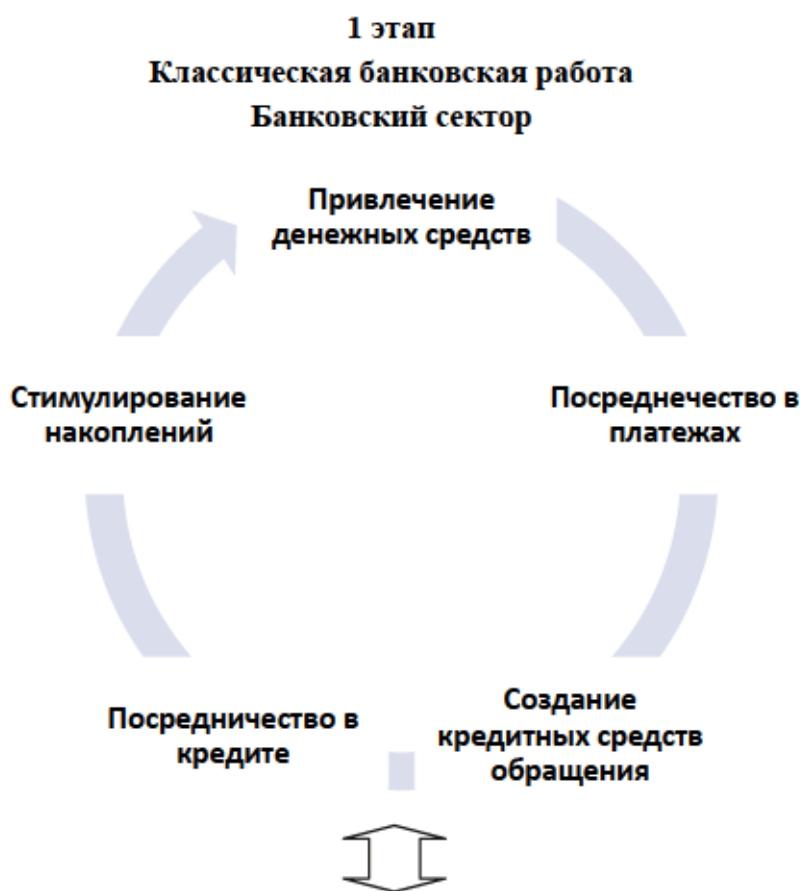 1 этап
Классическая банковская работа
Банковский сектор
Привлечение
денежных средств
Посреднечество в
платежах
Создание
кредитных средств
обращения
Посредничество в
кредите
Стимулирование
накоплений